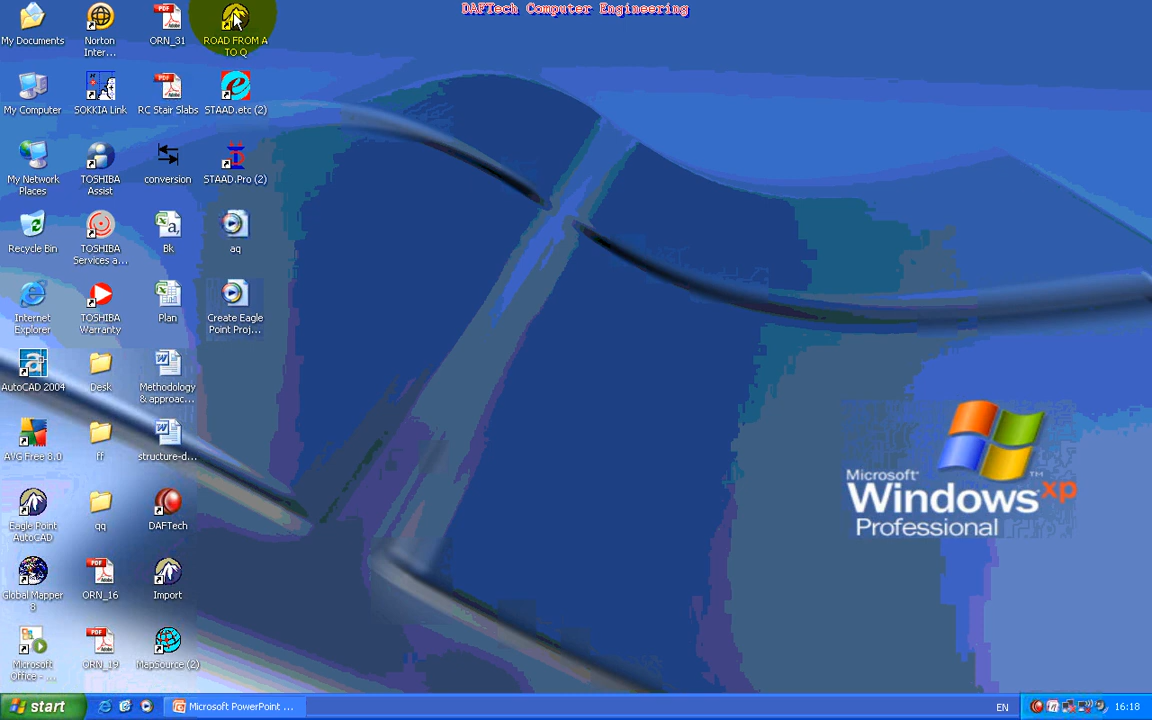 DAFTech Computer Engineering
My Documents
Norton
Inter...
ORN_31
ROAD FROM A
TO Q
My Computer
SOKKIA Link
RC Stair Slabs
STAAD.etc (2)
My Network
Places
TOSHIBA
Assist
conversion
STAAD.Pro (2)
Recycle Bin
TOSHIBA
Services a...
Bk
aq
Internet
Explorer
TOSHIBA
Warranty
Plan
Create Eagle
Point Proj...
AutoCAD 2004
Desk
Methodology
& approac...
AVG Free 8.0
ff
structure-d...
Eagle Point
AutoCAD
qq
DAFTech
Global Mapper
8
ORN_16
Import
Microsoft
Office - ...
ORN_19
MapSource (2)
Microsoft®
Windows xp
Professional
start
Microsoft PowerPoint ...
EN
16:18